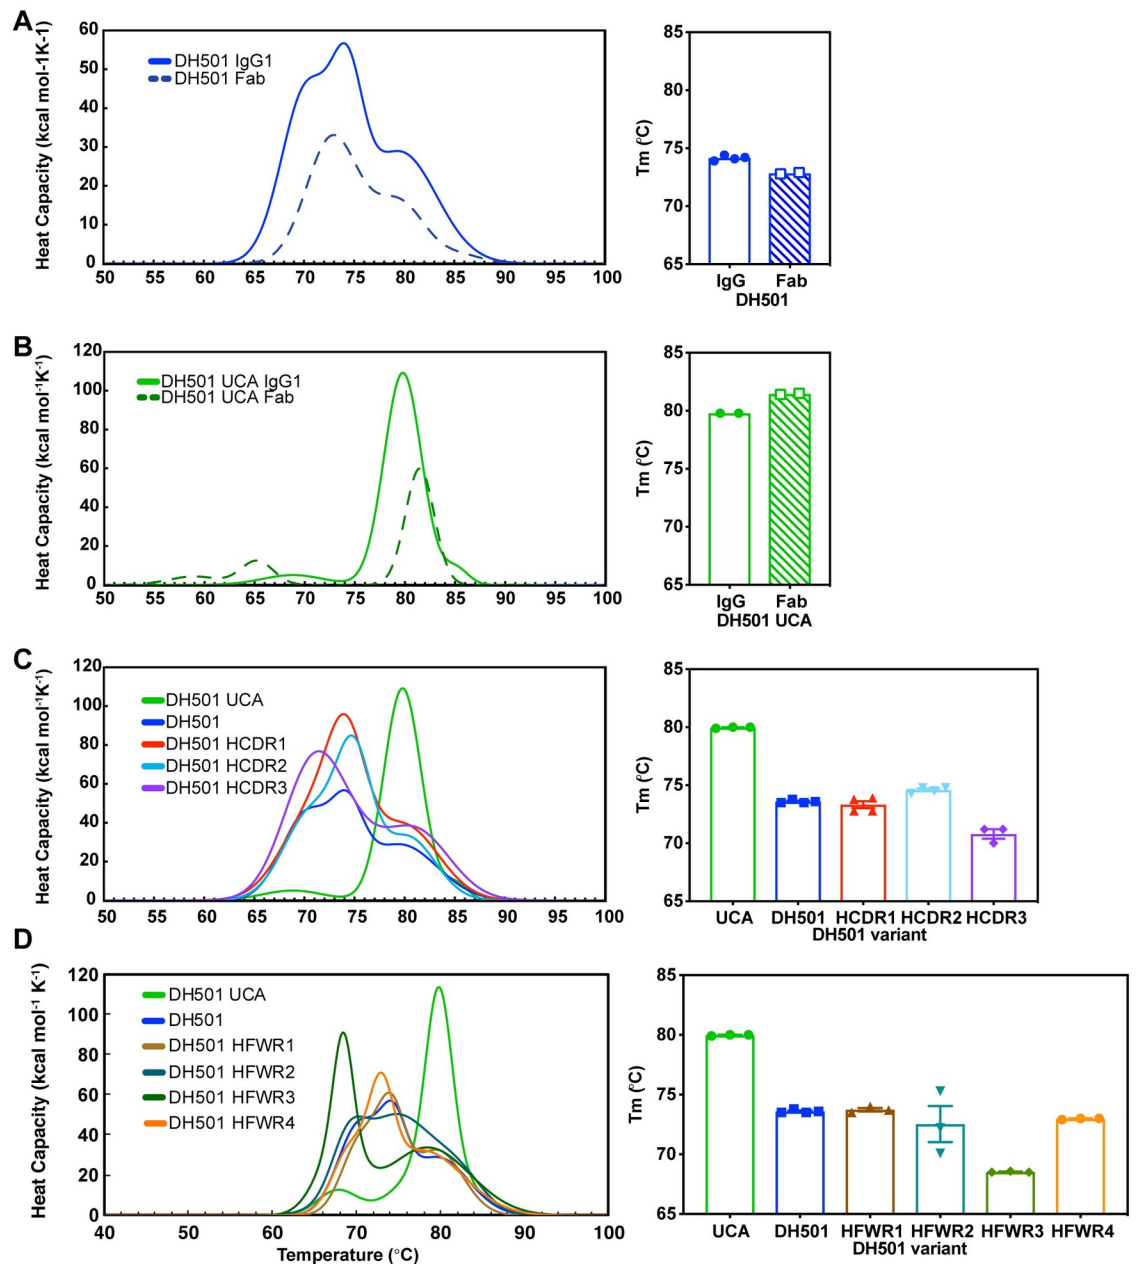 A
Heat Capacity (kcal mol-1K-1)
60
50
40
30
20
10
0
DH501 IgG1
DH501 Fab
50 55 60 65 70 75 80 85 90 95 100
Tm (°C)
85
80
75
70
65
IgG Fab
DH501
B
Heat Capacity (kcal mol-1K-1)
120
100
80
60
40
20
0
DH501 UCA IgG1
DH501 UCA Fab
50 55 60 65 70 75 80 85 90 95 100
Tm (°C)
85
80
75
70
65
IgG Fab
DH501 UCA
C
Heat Capacity (kcal mol-1K-1)
120
100
80
60
40
20
0
DH501 UCA
DH501
DH501 HCDR1
DH501 HCDR2
DH501 HCDR3
50 55 60 65 70 75 80 85 90 95 100
Tm (°C)
85
80
75
70
65
UCA DH501 HCDR1 HCDR2 HCDR3
DH501 variant
D
Heat Capacity (kcal mol-1 K-1)
120
100
80
60
40
20
0
DH501 UCA
DH501
DH501 HFWR1
DH501 HFWR2
DH501 HFWR3
DH501 HFWR4
40 50 60 70 80 90 100
Temperature (°C)
Tm (°C)
85
80
75
70
65
UCA DH501 HFWR1 HFWR2 HFWR3 HFWR4
DH501 variant